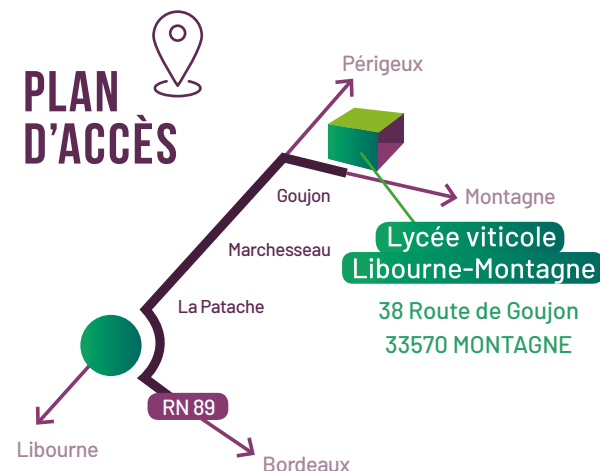 PLAN
D'ACCÈS
Périgeux
Goujon
Montagne
Marchesseau
Lycée viticole
Libourne-Montagne
La Patache
38 Route de Goujon
33570 MONTAGNE
RN 89
Libourne
Bordeaux